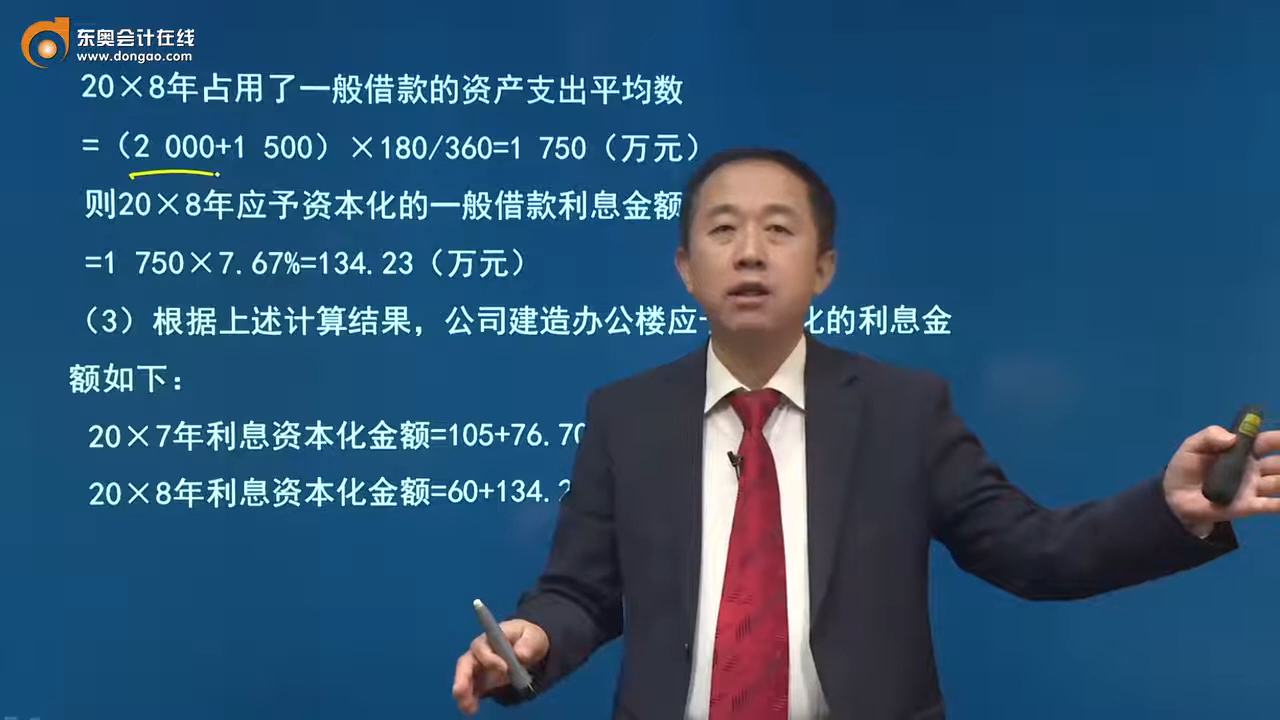 东奥会计在线
www.dongao.com
20×8年占用了一般借款的资产支出平均数
=（2 000+1 500）×180/360=1 750（万元）
则20×8年应予资本化的一般借款利息金额
=1 750×7.67%=134.23（万元）
（3）根据上述计算结果，公司建造办公楼应 化的利息金
额如下：
20×7年利息资本化金额=105+76.70
20×8年利息资本化金额=60+134.2